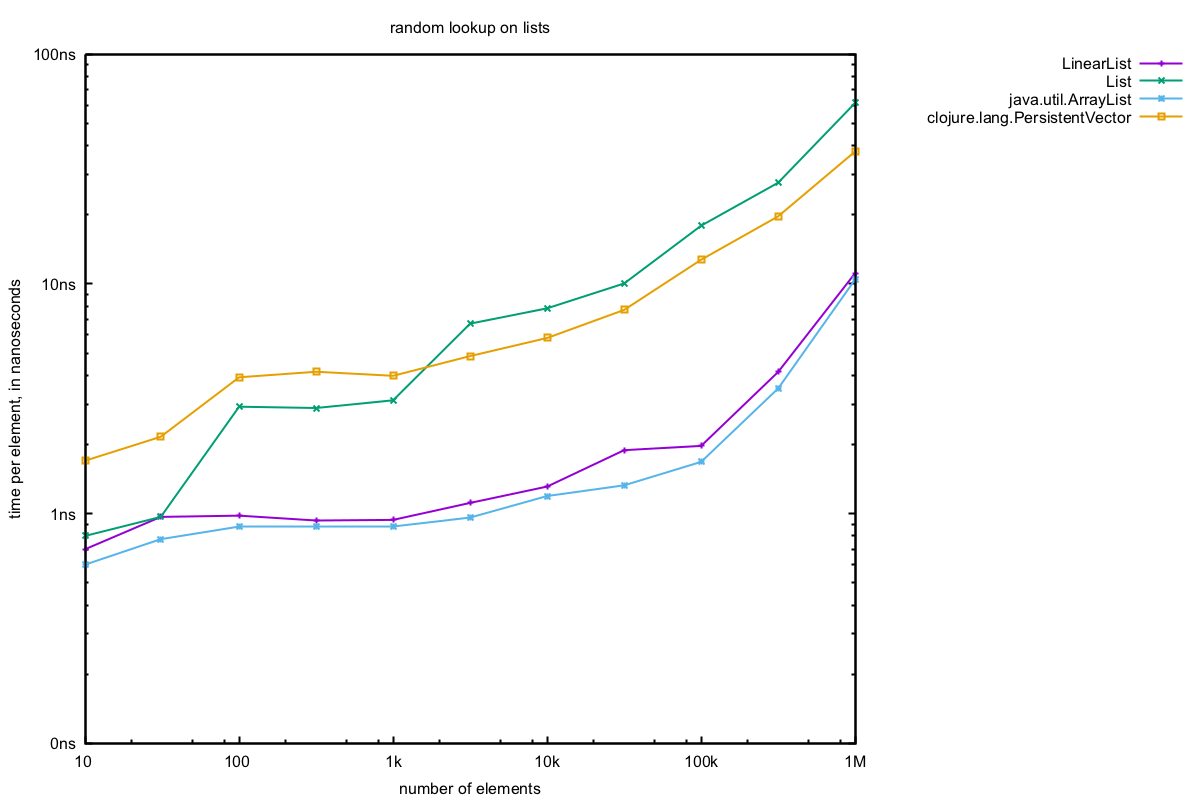 random lookup on lists
100ns
10ns
1ns
0ns
time per element, in nanoseconds
10
100
1k
10k
100k
1M
number of elements
LinearList
List
java.util.ArrayList
clojure.lang.PersistentVector